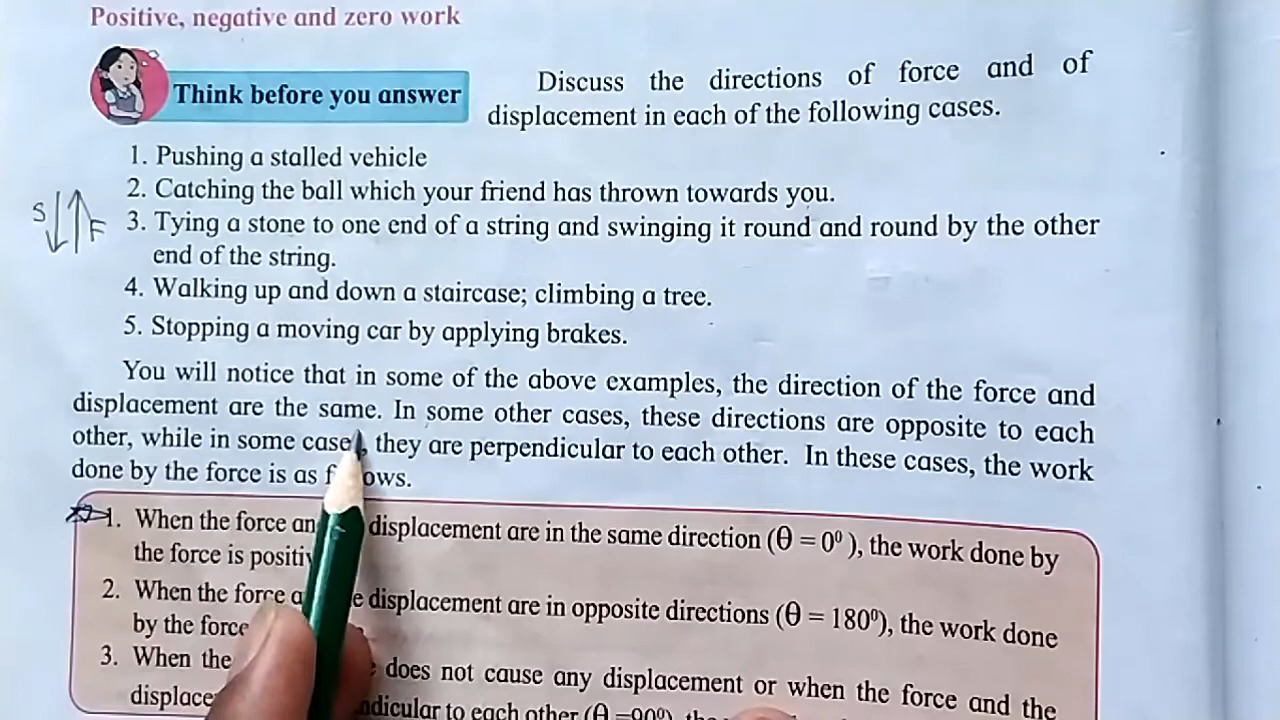 Positive, negative and zero work
Think before you answer
Discuss the directions of force and of
displacement in each of the following cases.
1. Pushing a stalled vehicle
2. Catching the ball which your friend has thrown towards you.
3. Tying a stone to one end of a string and swinging it round and round by the other
end of the string.
S F
4. Walking up and down a staircase; climbing a tree.
5. Stopping a moving car by applying brakes.
You will notice that in some of the above examples, the direction of the force and
displacement are the same. In some other cases, these directions are opposite to each
other, while in some case, they are perpendicular to each other. In these cases, the work
done by the force is as f ows.
1. When the force an displacement are in the same direction (θ = 0⁰ ), the work done by
the force is positi
2. When the force a e displacement are in opposite directions (θ = 180⁰), the work done
by the force
3. When the does not cause any displacement or when the force and the
displace ndicular to each other (θ =90⁰), the